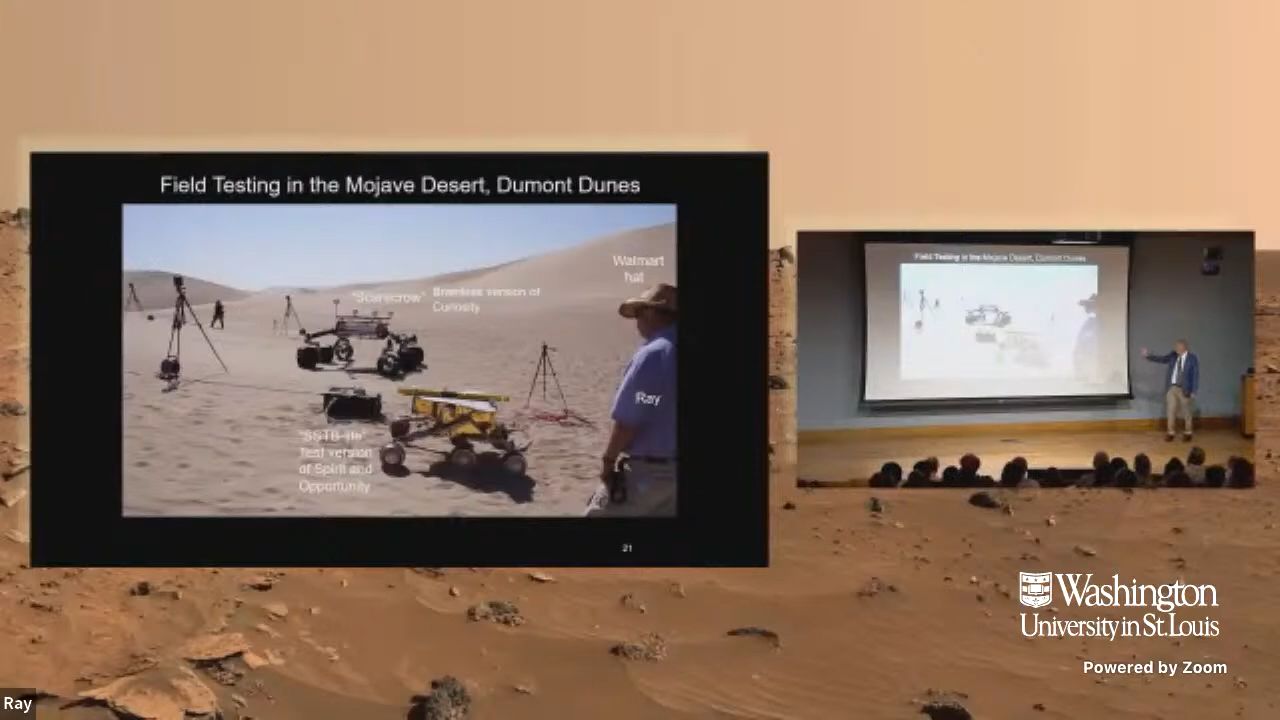 Field Testing in the Mojave Desert, Dumont Dunes
Walmart
hat
"Scarecrow" Brainless version of
Curiosity
Ray
"SSTB-lite"
Test version
of Spirit and
Opportunity
21
Field Testing in the Mojave Desert, Dumont Dunes
Washington
University in St. Louis
Powered by Zoom
Ray